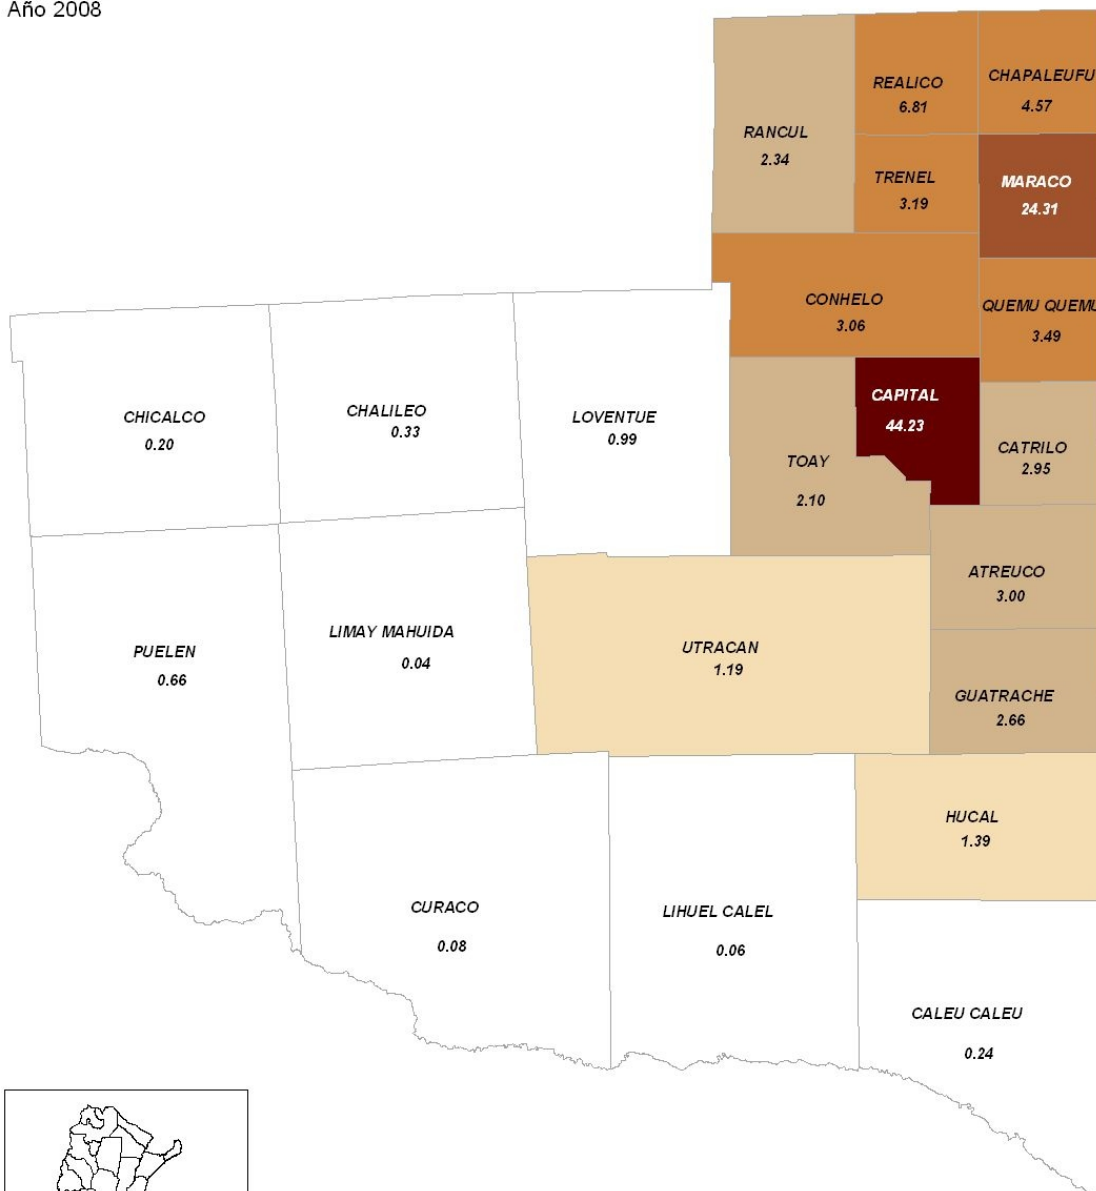 Año 2008
REALICO
6.81
CHAPALEUFU
4.57
RANCUL
2.34
TRENEL
3.19
MARACO
24.31
CONHELO
3.06
QUEMU QUEMU
3.49
CHICALCO
0.20
CHALILEO
0.33
LOVENTUE
0.99
CAPITAL
44.23
TOAY
2.10
CATRILO
2.95
ATREUCO
3.00
PUELEN
0.66
LIMAY MAHUIDA
0.04
UTRACAN
1.19
GUATRACHE
2.66
HUCAL
1.39
CURACO
0.08
LIHUEL CALEL
0.06
CALEU CALEU
0.24